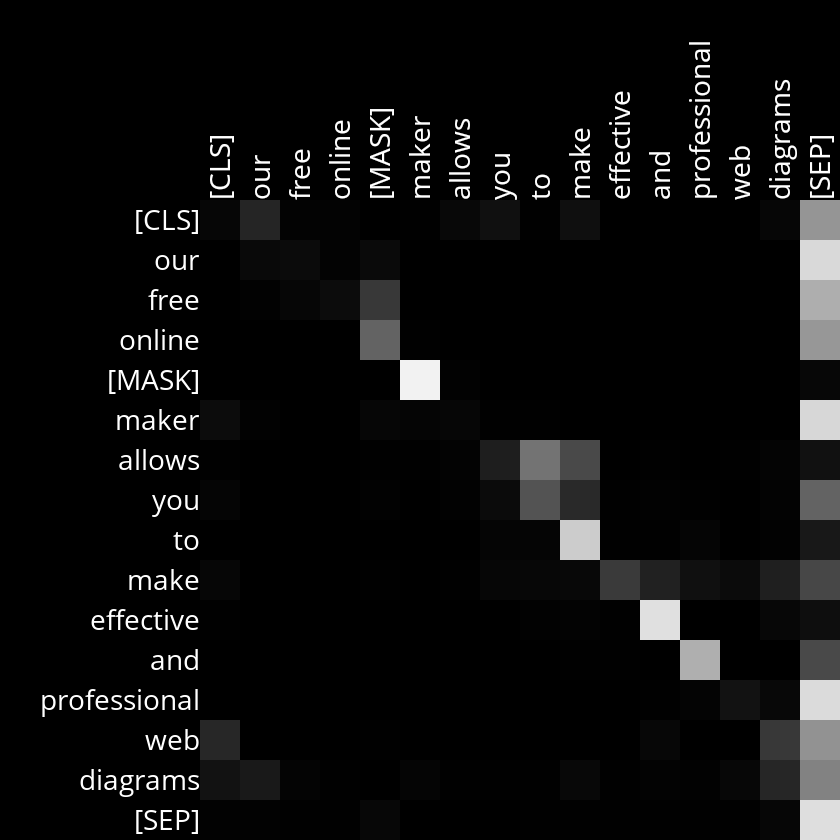 [CLS] our free online [MASK] maker allows you to make effective and professional web diagrams [SEP]
[CLS]
our
free
online
[MASK]
maker
allows
you
to
make
effective
and
professional
web
diagrams
[SEP]